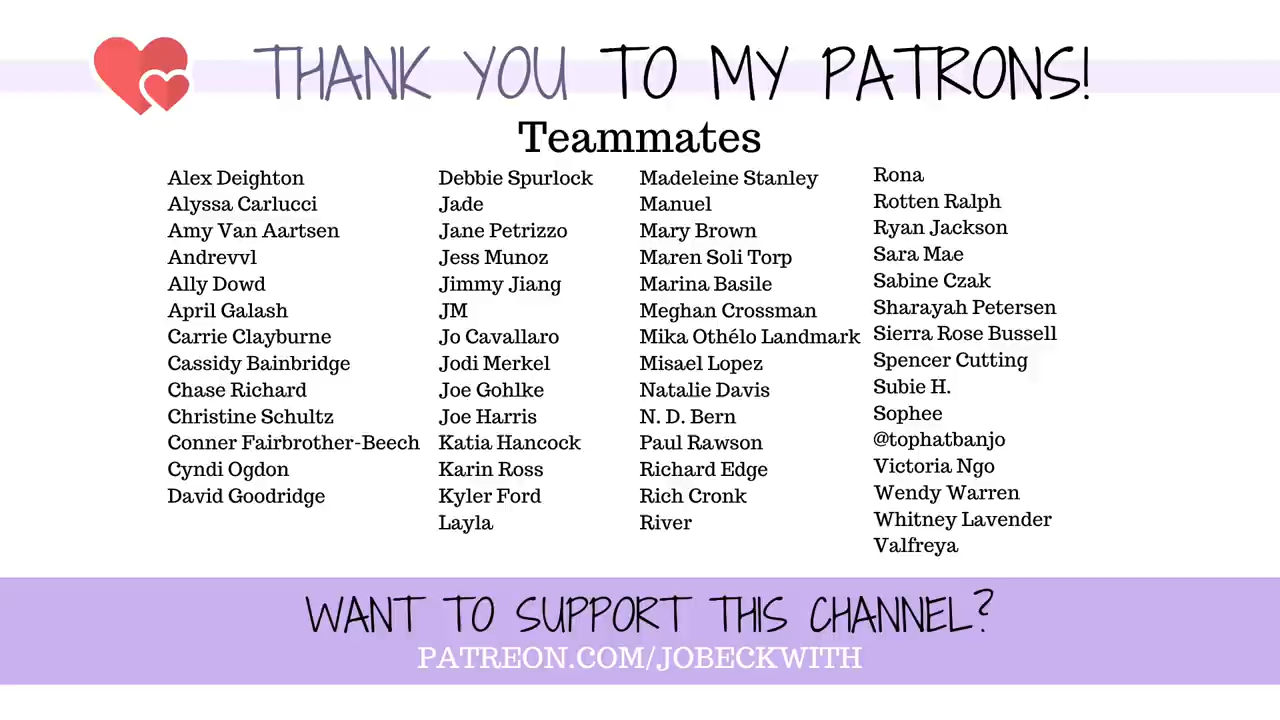 THANK YOU TO MY PATRONS!
Teammates
Alex Deighton
Alyssa Carlucci
Amy Van Aartsen
Andrevvl
Ally Dowd
April Galash
Carrie Clayburne
Cassidy Bainbridge
Chase Richard
Christine Schultz
Conner Fairbrother-Beech
Cyndi Ogdon
David Goodridge
Debbie Spurlock
Jade
Jane Petrizzo
Jess Munoz
Jimmy Jiang
JM
Jo Cavallaro
Jodi Merkel
Joe Gohlke
Joe Harris
Katia Hancock
Karin Ross
Kyler Ford
Layla
Madeleine Stanley
Manuel
Mary Brown
Maren Soli Torp
Marina Basile
Meghan Crossman
Mika Othélo Landmark
Misael Lopez
Natalie Davis
N. D. Bern
Paul Rawson
Richard Edge
Rich Cronk
River
Rona
Rotten Ralph
Ryan Jackson
Sara Mae
Sabine Czak
Sharayah Petersen
Sierra Rose Bussell
Spencer Cutting
Subie H.
Sophee
@tophatbanjo
Victoria Ngo
Wendy Warren
Whitney Lavender
Valfreya
WANT TO SUPPORT THIS CHANNEL?
PATREON.COM/JOBECKWITH